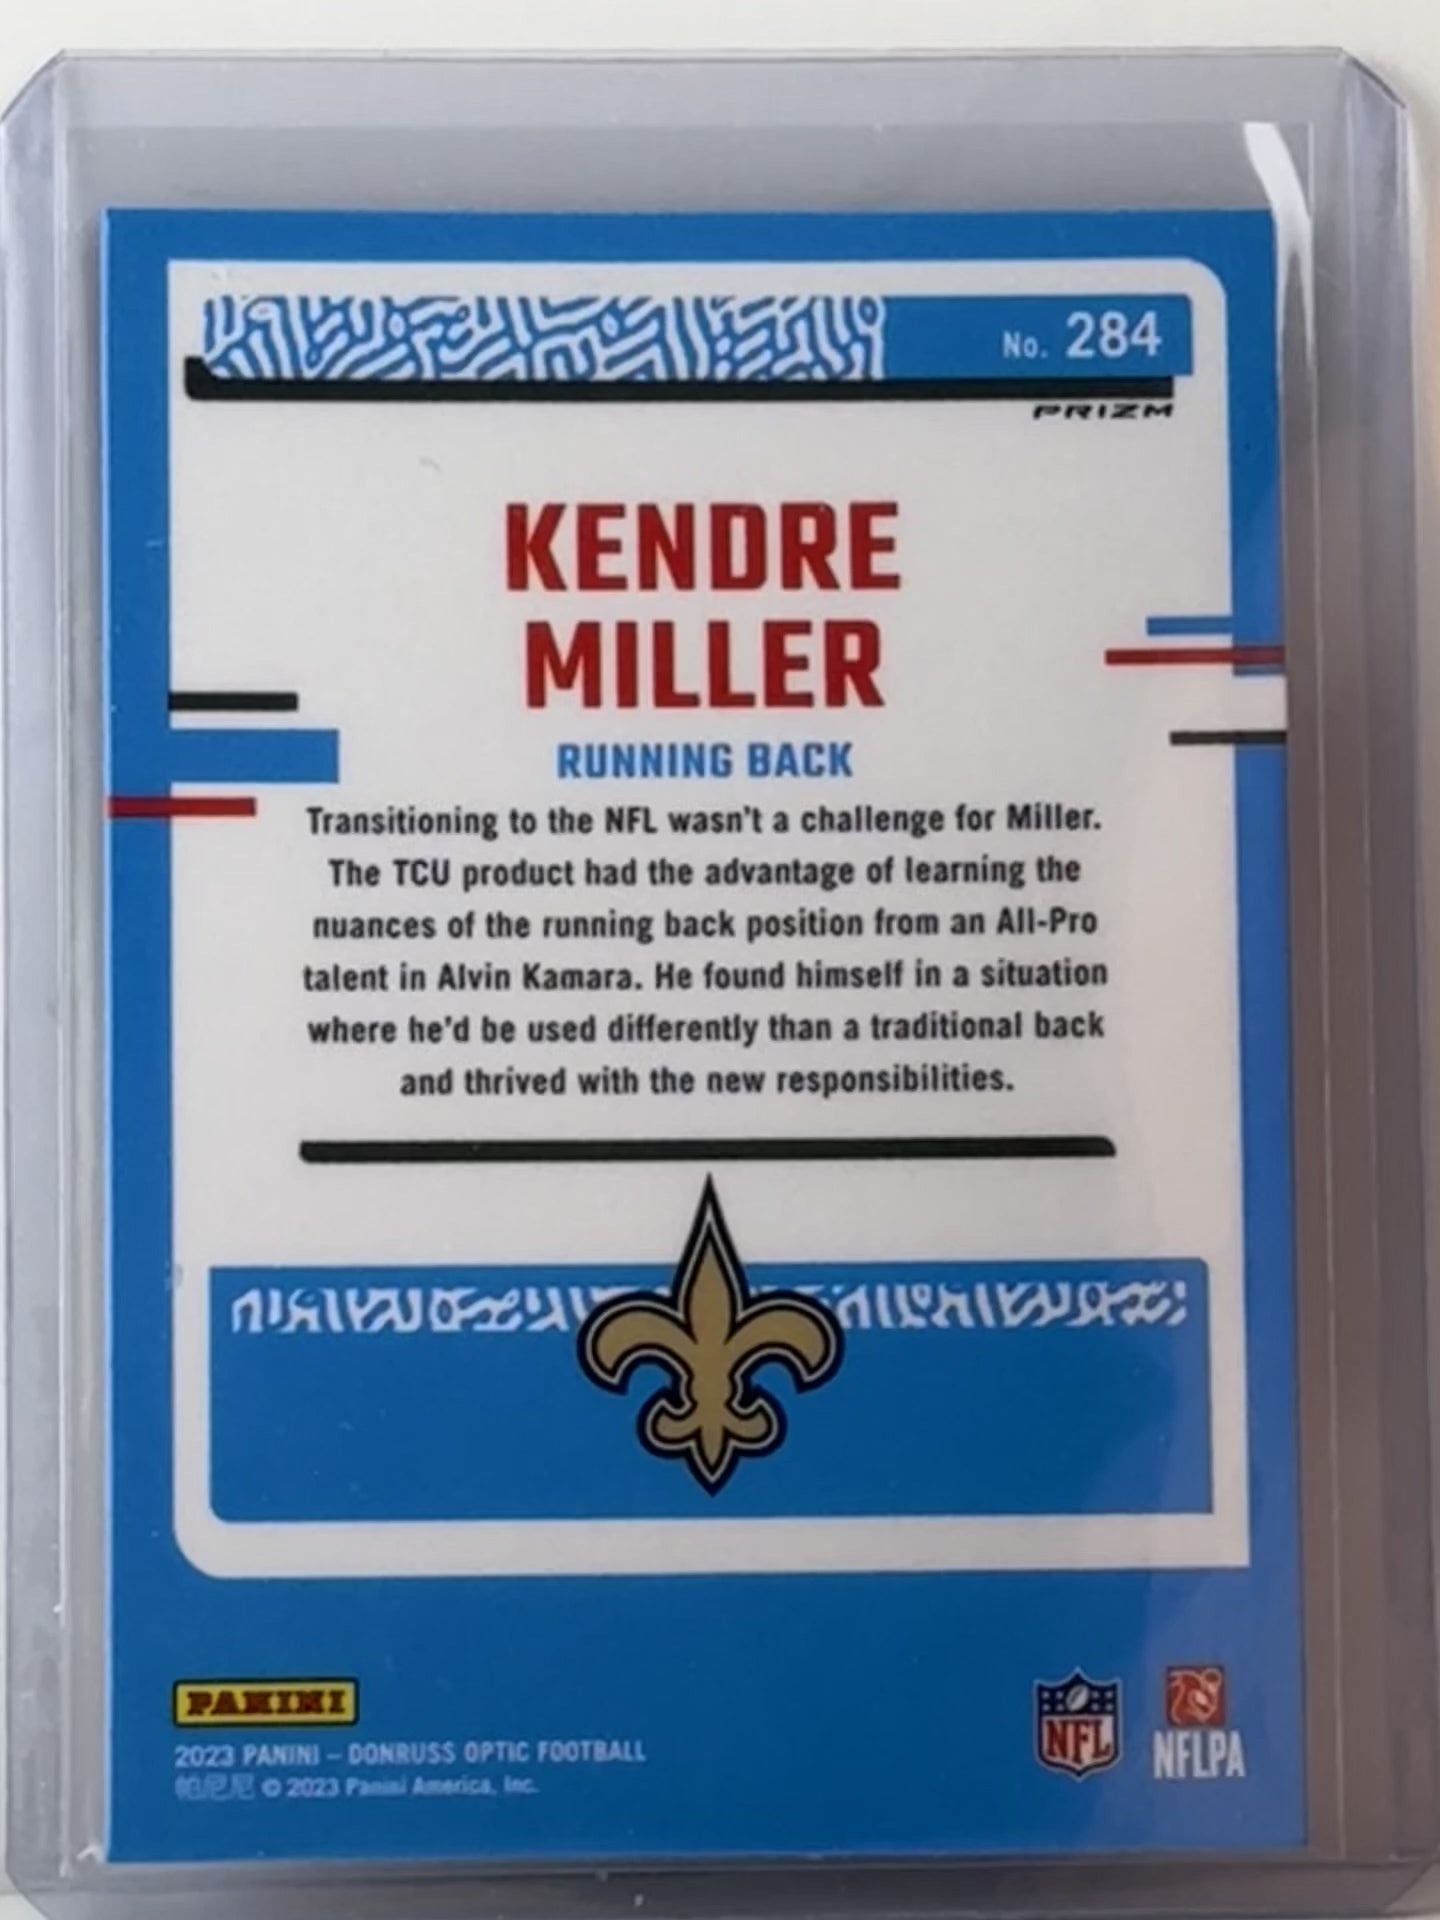 No. 284
PRIZM
KENDRE
MILLER
RUNNING BACK
Transitioning to the NFL wasn't a challenge for Miller.
The TCU product had the advantage of learning the
nuances of the running back position from an All-Pro
talent in Alvin Kamara. He found himself in a situation
where he'd be used differently than a traditional back
and thrived with the new responsibilities.
PANINI
2023 PANINI – DONRUSS OPTIC FOOTBALL
帕尼尼 © 2023 Panini America, Inc.
NFL
NFLPA